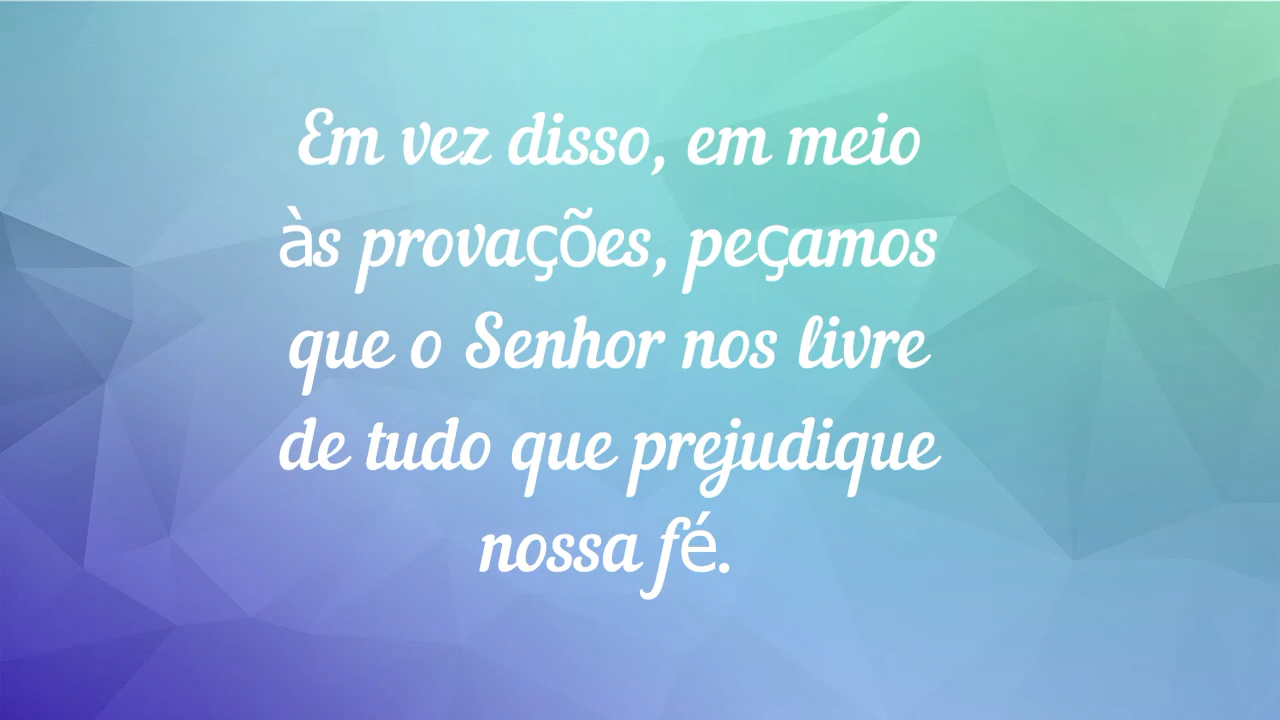 Em vez disso, em meio
às provações, peçamos
que o Senhor nos livre
de tudo que prejudique
nossa fé.